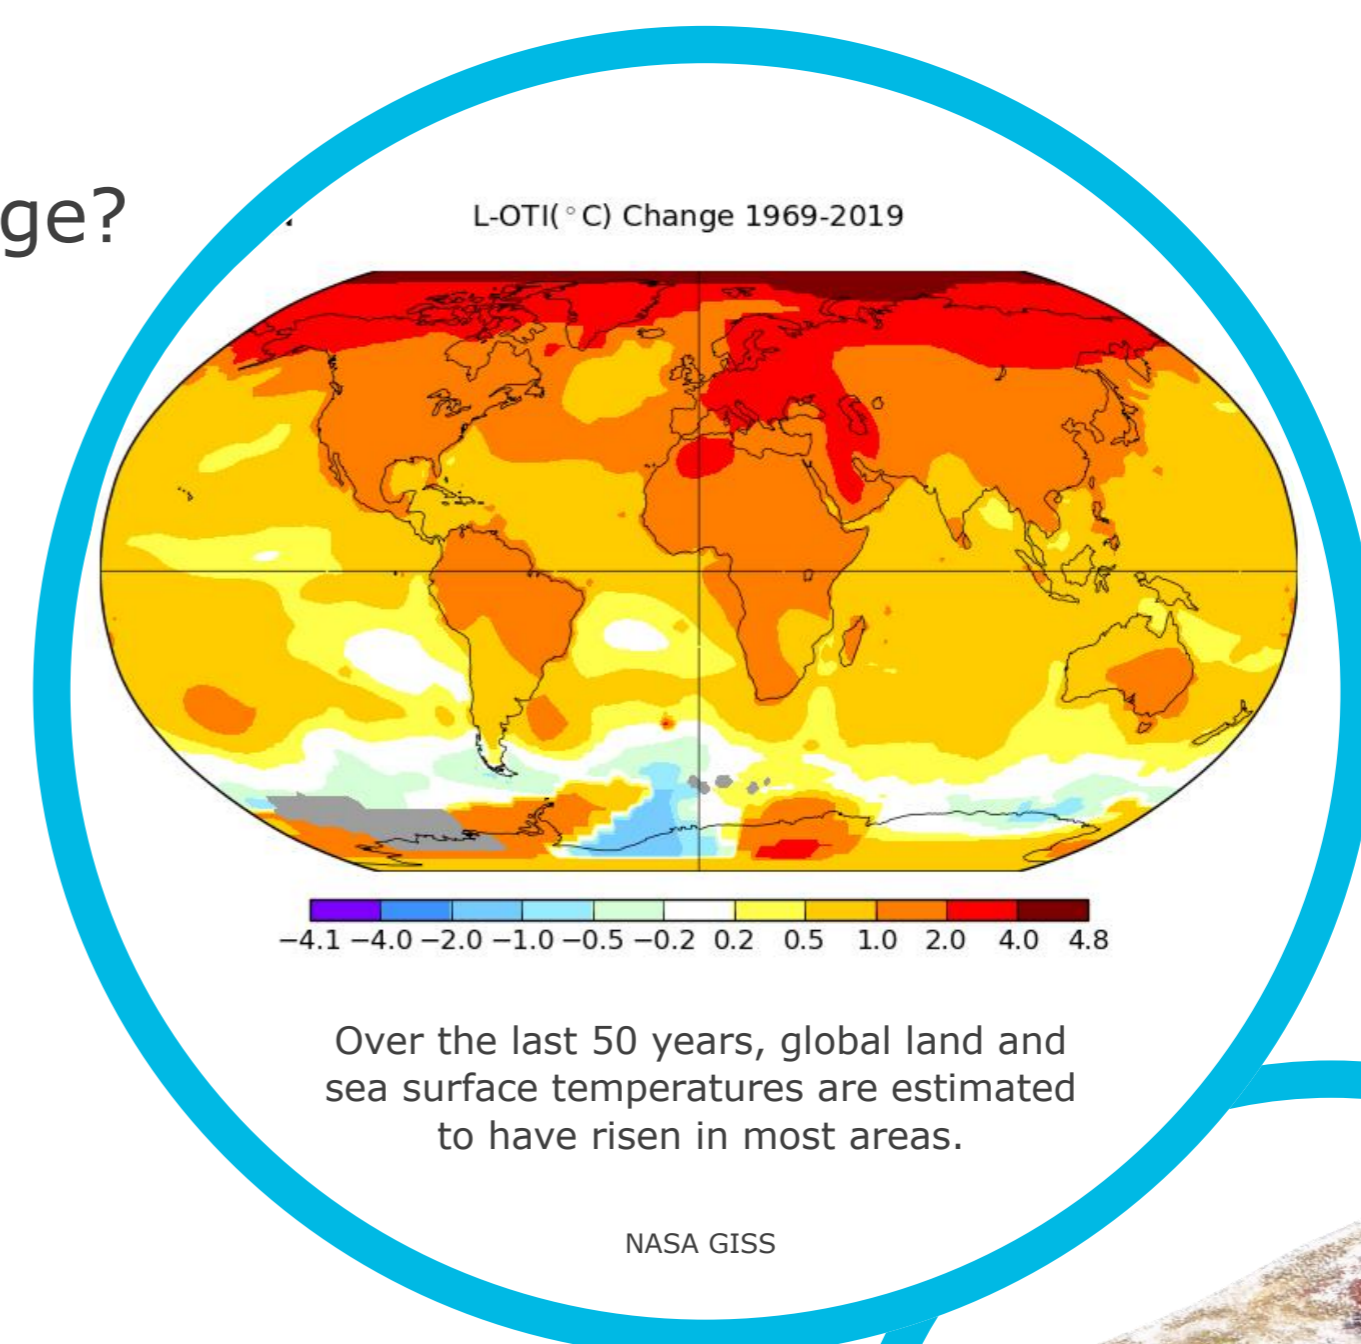 ge?
L-OTI(°C) Change 1969-2019
−4.1 −4.0 −2.0 −1.0 −0.5 −0.2 0.2 0.5 1.0 2.0 4.0 4.8
Over the last 50 years, global land and
sea surface temperatures are estimated
to have risen in most areas.
NASA GISS